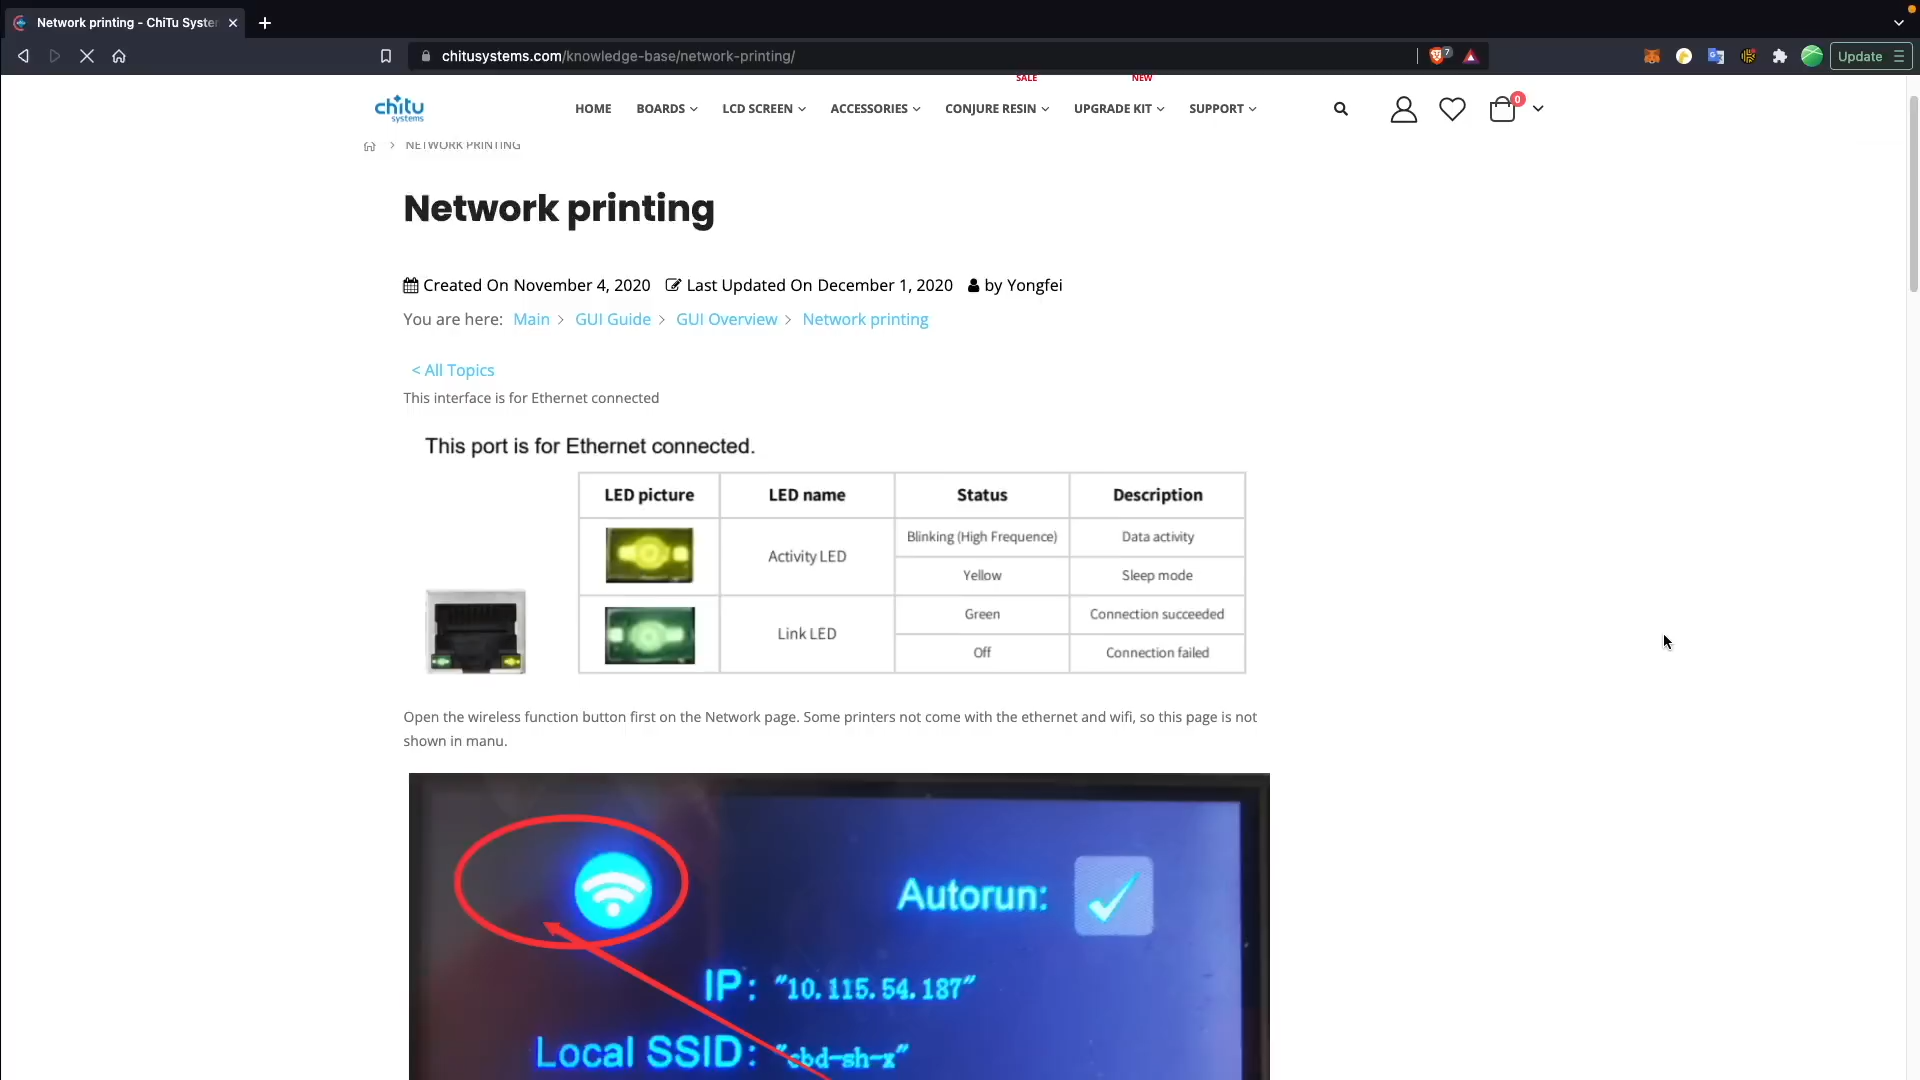 Network printing - ChiTu Syster
chitusystems.com/knowledge-base/network-printing/
7
Update
SALE
NEW
chitu
systems
HOME
BOARDS
LCD SCREEN
ACCESSORIES
CONJURE RESIN
UPGRADE KIT
SUPPORT
0
NETWORK PRINTING
Network printing
Created On November 4, 2020 Last Updated On December 1, 2020 by Yongfei
You are here: Main > GUI Guide > GUI Overview > Network printing
< All Topics
This interface is for Ethernet connected
This port is for Ethernet connected.
LED picture LED name Status Description
Activity LED
Blinking (High Frequence) Data activity
Yellow Sleep mode
Link LED
Green Connection succeeded
Off Connection failed
Open the wireless function button first on the Network page. Some printers not come with the ethernet and wifi, so this page is not
shown in manu.
Autorun:
IP: "10.115.54.187"
Local SSID: "cbd-sh-x"